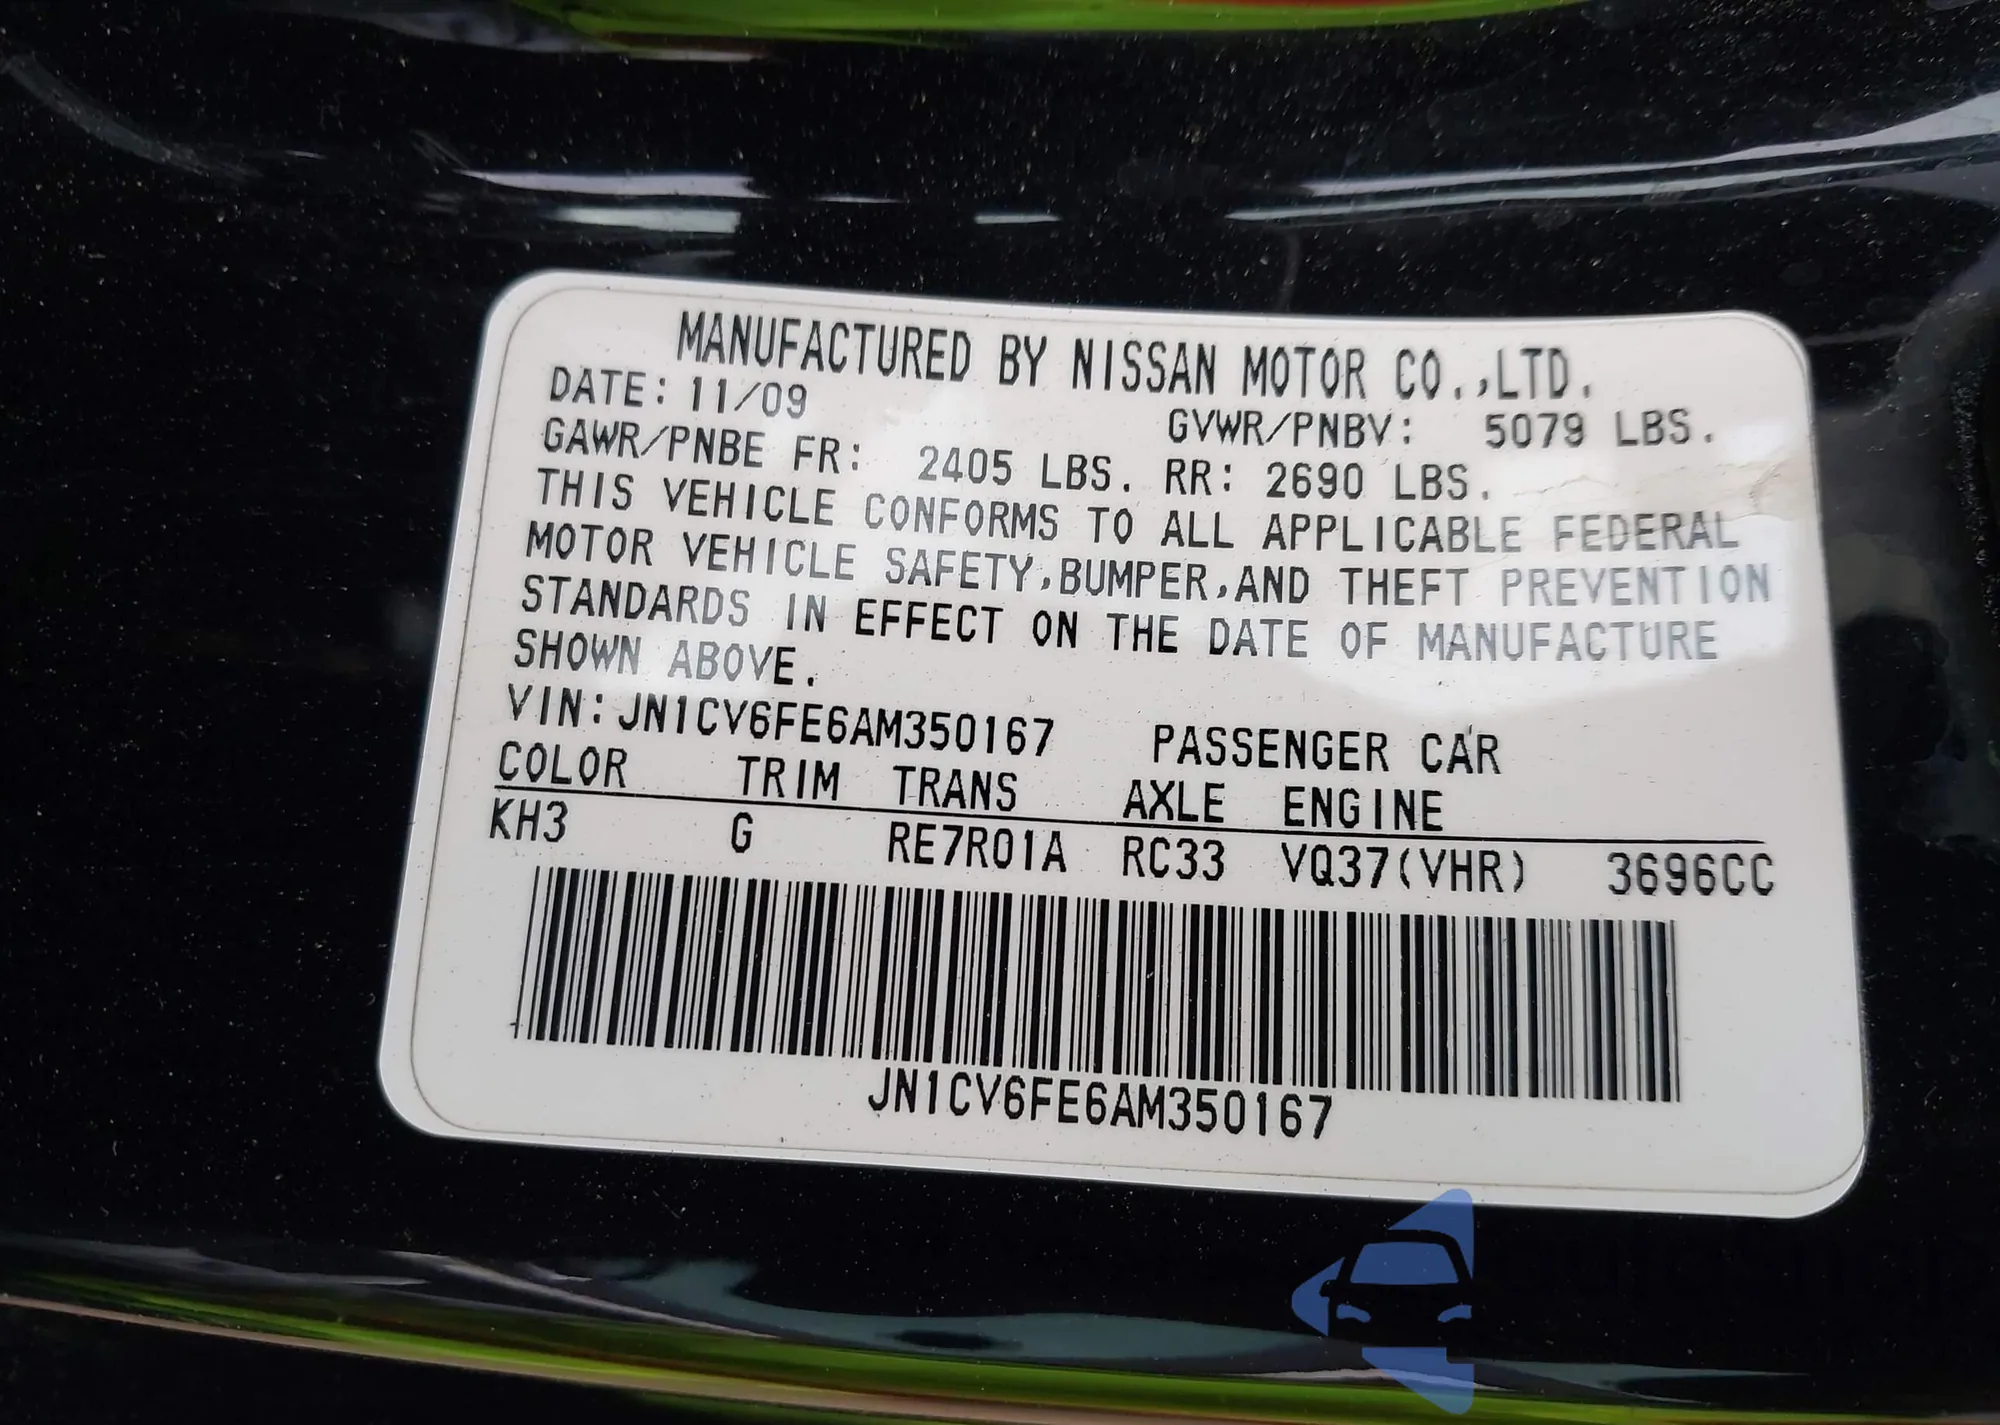 MANUFACTURED BY NISSAN MOTOR CO.,LTD.
DATE: 11/09 GVWR/PNBV: 5079 LBS.
GAWR/PNBE FR: 2405 LBS. RR: 2690 LBS.
THIS VEHICLE CONFORMS TO ALL APPLICABLE FEDERAL
MOTOR VEHICLE SAFETY,BUMPER,AND THEFT PREVENTION
STANDARDS IN EFFECT ON THE DATE OF MANUFACTURE
SHOWN ABOVE.
VIN: JN1CV6FE6AM350167 PASSENGER CAR
COLOR TRIM TRANS AXLE ENGINE
KH3 G RE7R01A RC33 VQ37(VHR) 3696CC
JN1CV6FE6AM350167